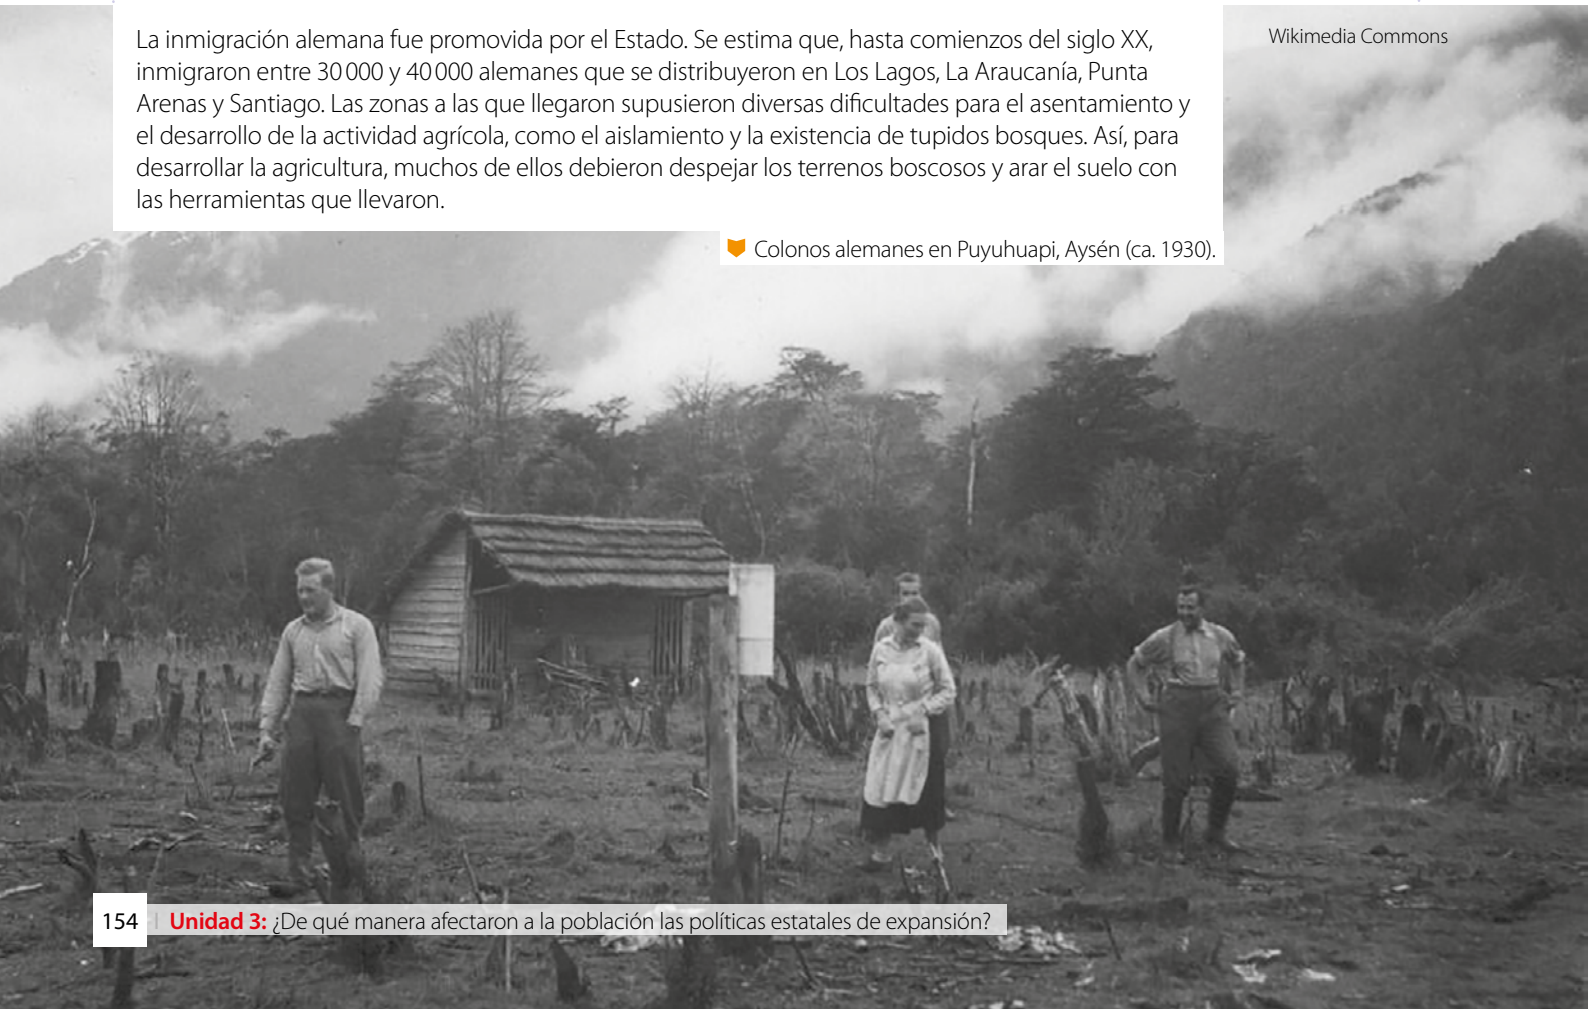 La inmigración alemana fue promovida por el Estado. Se estima que, hasta comienzos del siglo XX,
inmigraron entre 30 000 y 40 000 alemanes que se distribuyeron en Los Lagos, La Araucanía, Punta
Arenas y Santiago. Las zonas a las que llegaron supusieron diversas dificultades para el asentamiento y
el desarrollo de la actividad agrícola, como el aislamiento y la existencia de tupidos bosques. Así, para
desarrollar la agricultura, muchos de ellos debieron despejar los terrenos boscosos y arar el suelo con
las herramientas que llevaron.
Wikimedia Commons
Colonos alemanes en Puyuhuapi, Aysén (ca. 1930).
154 | Unidad 3: ¿De qué manera afectaron a la población las políticas estatales de expansión?